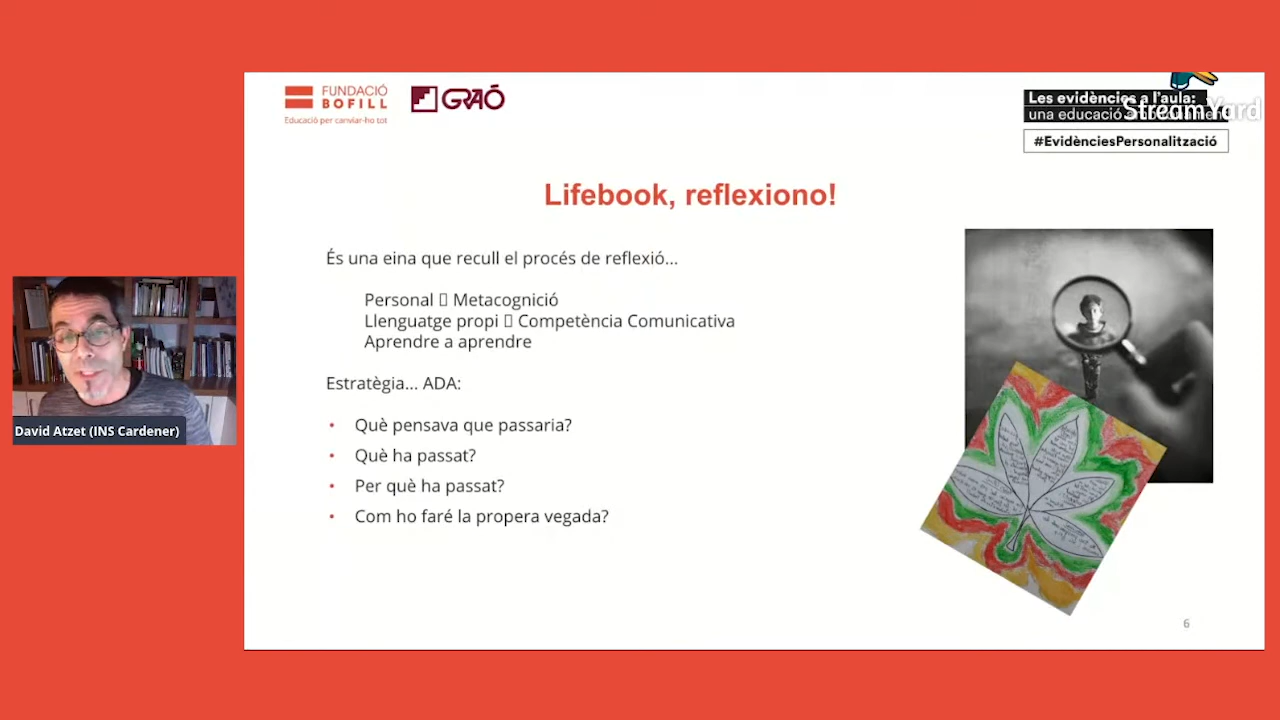 FUNDACIÓ
BOFILL
Educació per canviar-ho tot
GRAÓ
Les evidències a l'aula:
una educació amb
StreamYard
#EvidènciesPersonalització
Lifebook, reflexiono!
És una eina que recull el procés de reflexió...
Personal Metacognició
Llenguatge propi Competència Comunicativa
Aprendre a aprendre
Estratègia... ADA:
• Què pensava que passaria?
• Què ha passat?
• Per què ha passat?
• Com ho faré la propera vegada?
David Atzet (INS Cardener)
6